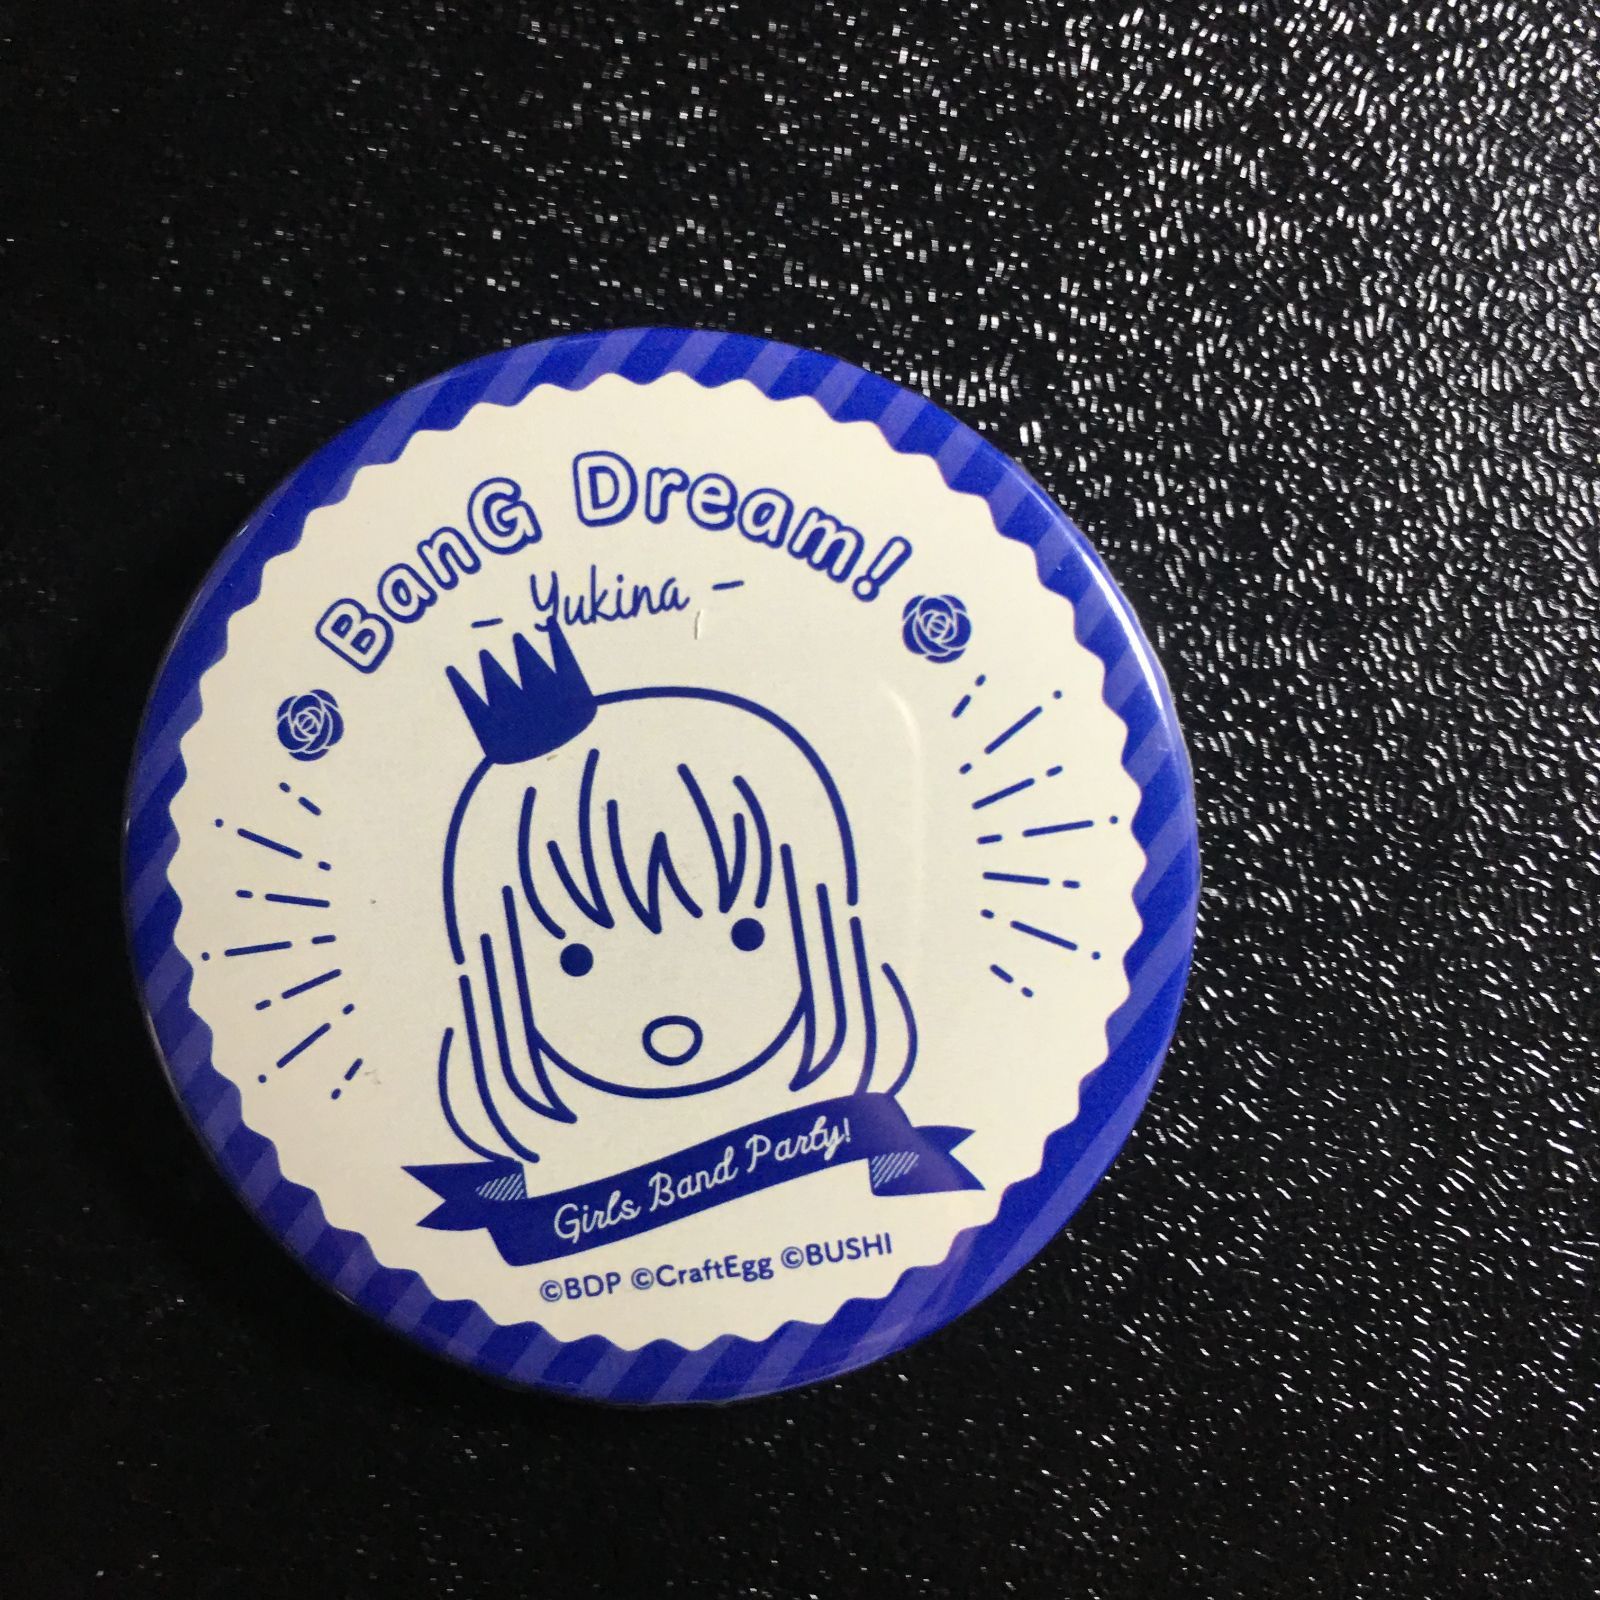 BanG Dream!
- Yukina -
Girls Band Party!
©BDP ©CraftEgg ©BUSHI